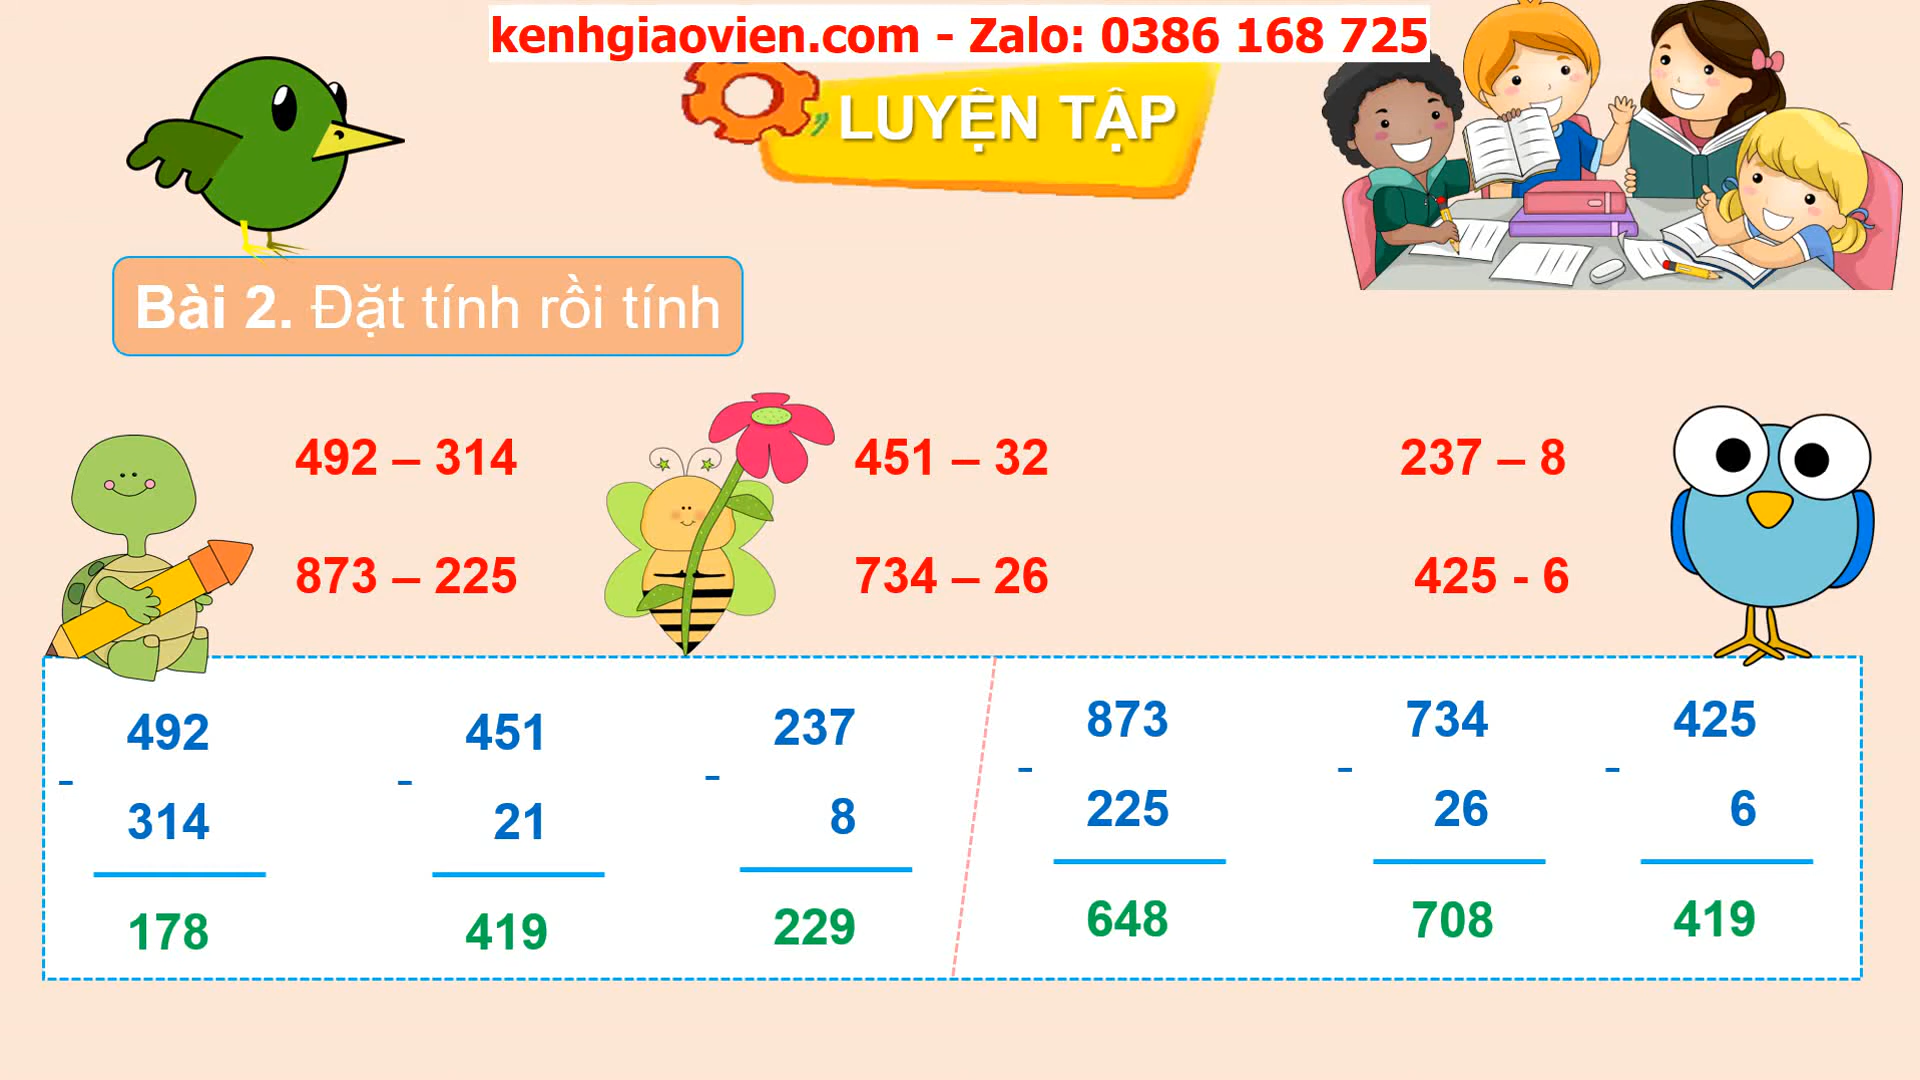 kenhgiaovien.com - Zalo: 0386 168 725
LUYỆN TẬP
Bài 2. Đặt tính rồi tính
492 – 314
451 – 32
237 – 8
873 – 225
734 – 26
425 - 6
492
-
314
178
451
-
21
419
237
-
8
229
873
-
225
648
734
-
26
708
425
-
6
419